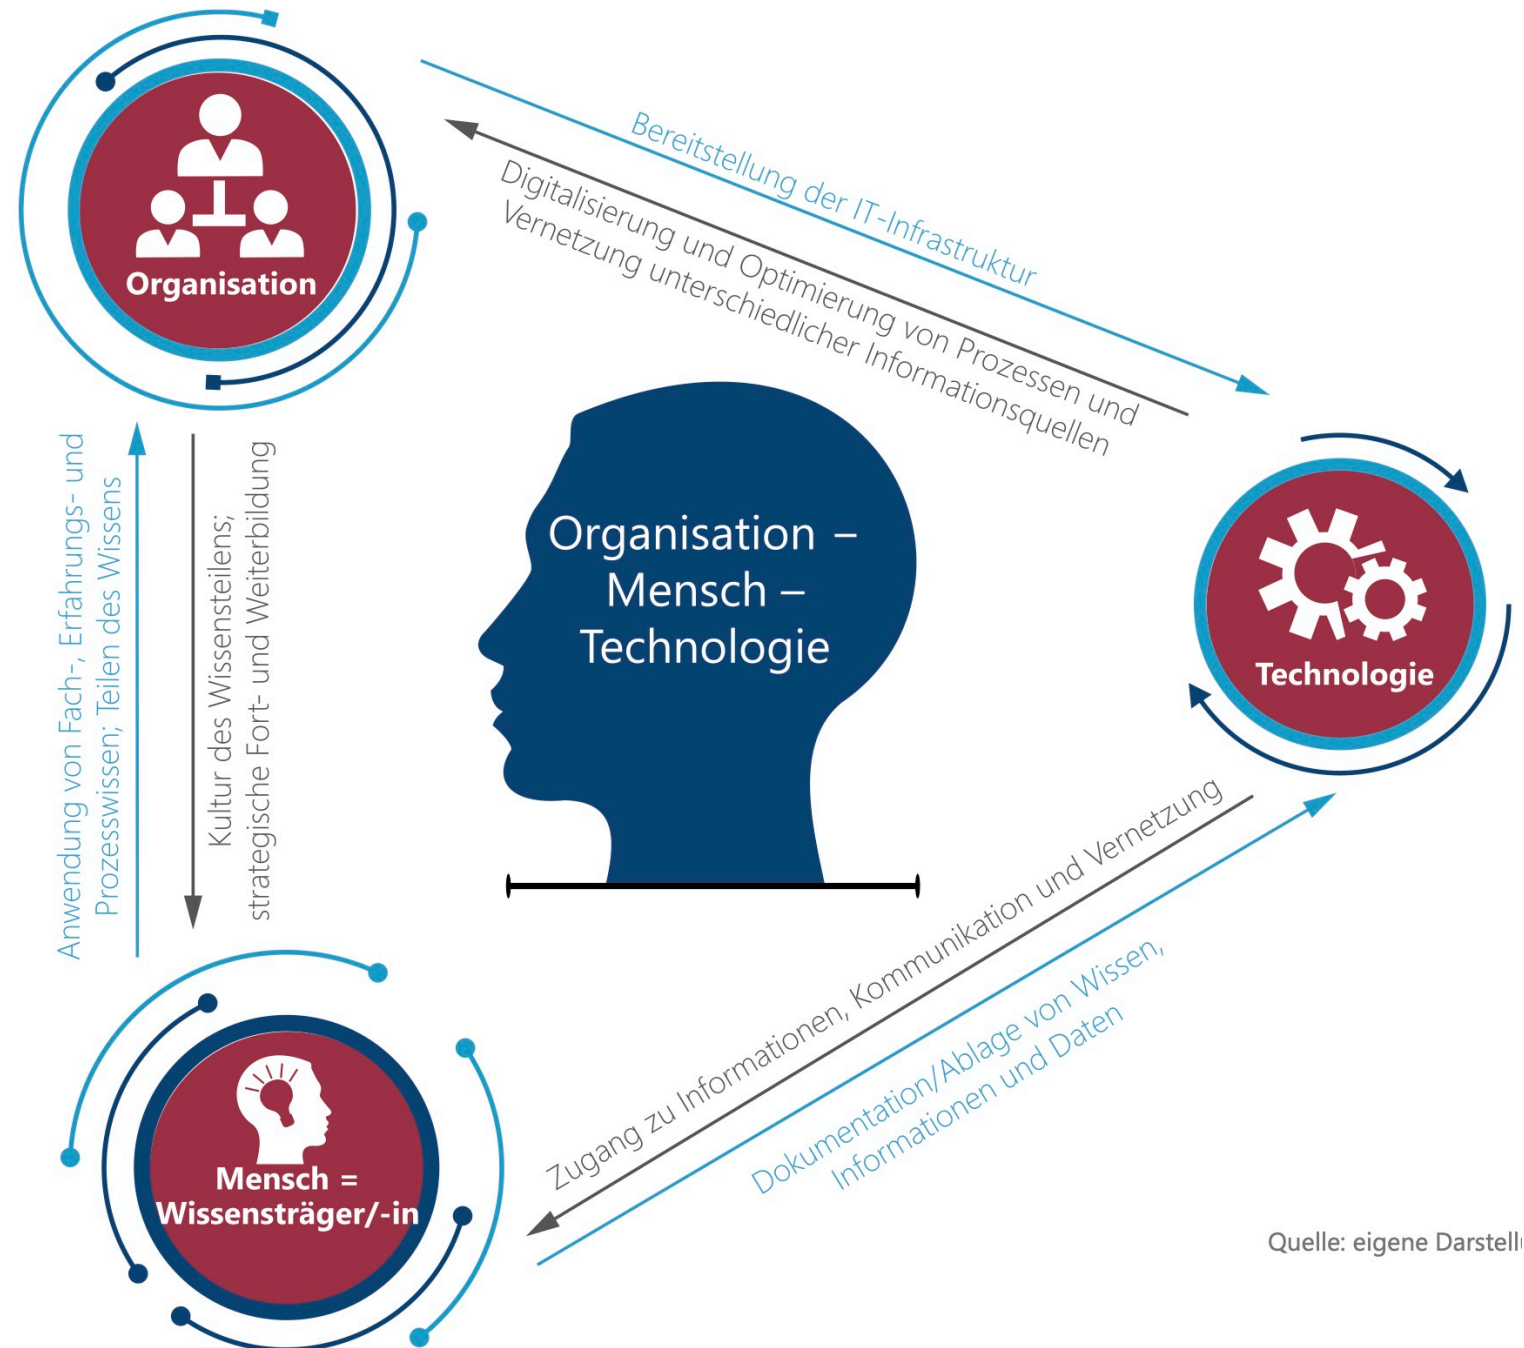 Organisation
Bereitstellung der IT-Infrastruktur
Digitalisierung und Optimierung von Prozessen und
Vernetzung unterschiedlicher Informationsquellen
Anwendung von Fach-, Erfahrungs- und
Prozesswissen; Teilen des Wissens
Kultur des Wissensteilens;
strategische Fort- und Weiterbildung
Organisation –
Mensch –
Technologie
Technologie
Zugang zu Informationen, Kommunikation und Vernetzung
Dokumentation/Ablage von Wissen,
Informationen und Daten
Mensch =
Wissensträger/-in
Quelle: eigene